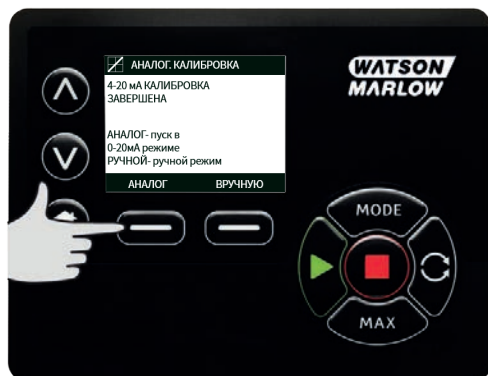 АНАЛОГ. КАЛИБРОВКА
4-20 мА КАЛИБРОВКА
ЗАВЕРШЕНА
АНАЛОГ- пуск в
0-20мА режиме
РУЧНОЙ- ручной режим
АНАЛОГ ВРУЧНУЮ
WATSON
MARLOW
MODE
MAX